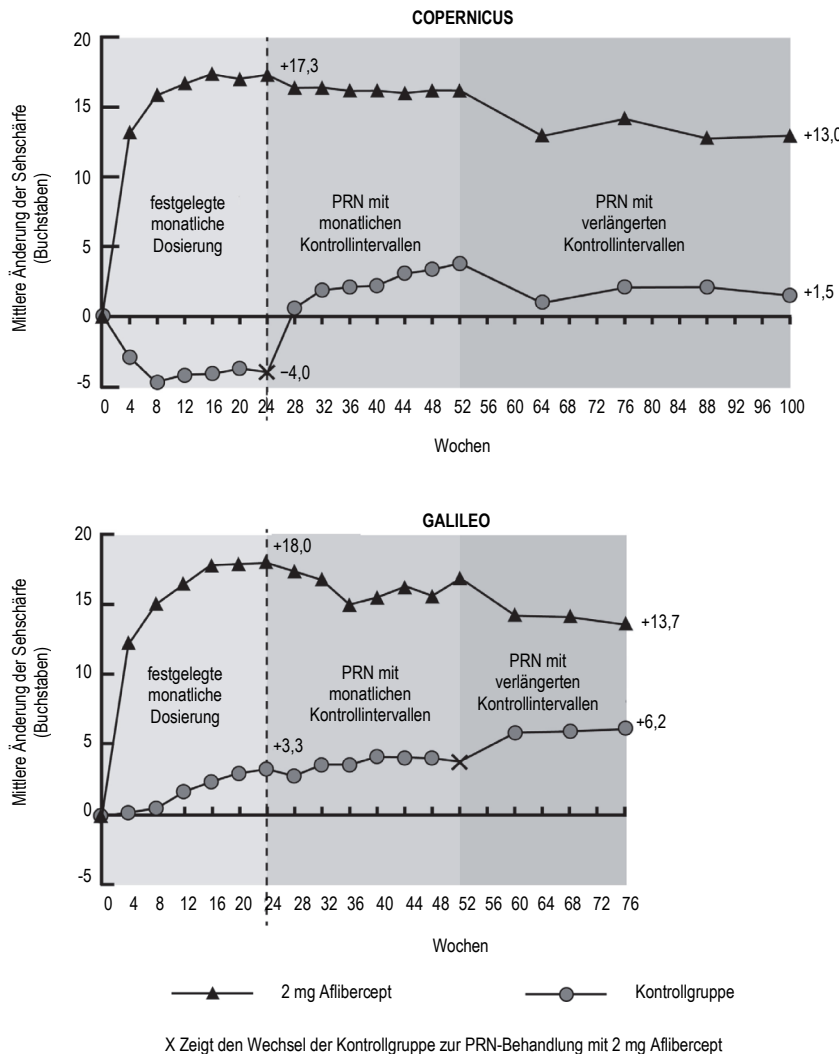 COPERNICUS
Mittlere Änderung der Sehschärfe
(Buchstaben)
20
15
10
5
0
-5
+17,3
+13,0
festgelegte
monatliche
Dosierung
PRN mit
monatlichen
Kontrollintervallen
PRN mit
verlängerten
Kontrollintervallen
+1,5
−4,0
0 4 8 12 16 20 24 28 32 36 40 44 48 52 56 60 64 68 72 76 80 84 88 92 96 100
Wochen
GALILEO
Mittlere Änderung der Sehschärfe
(Buchstaben)
20
15
10
5
0
-5
+18,0
+13,7
festgelegte
monatliche
Dosierung
PRN mit
monatlichen
Kontrollintervallen
PRN mit
verlängerten
Kontrollintervallen
+3,3
+6,2
0 4 8 12 16 20 24 28 32 36 40 44 48 52 56 60 64 68 72 76
Wochen
2 mg Aflibercept
Kontrollgruppe
X Zeigt den Wechsel der Kontrollgruppe zur PRN-Behandlung mit 2 mg Aflibercept